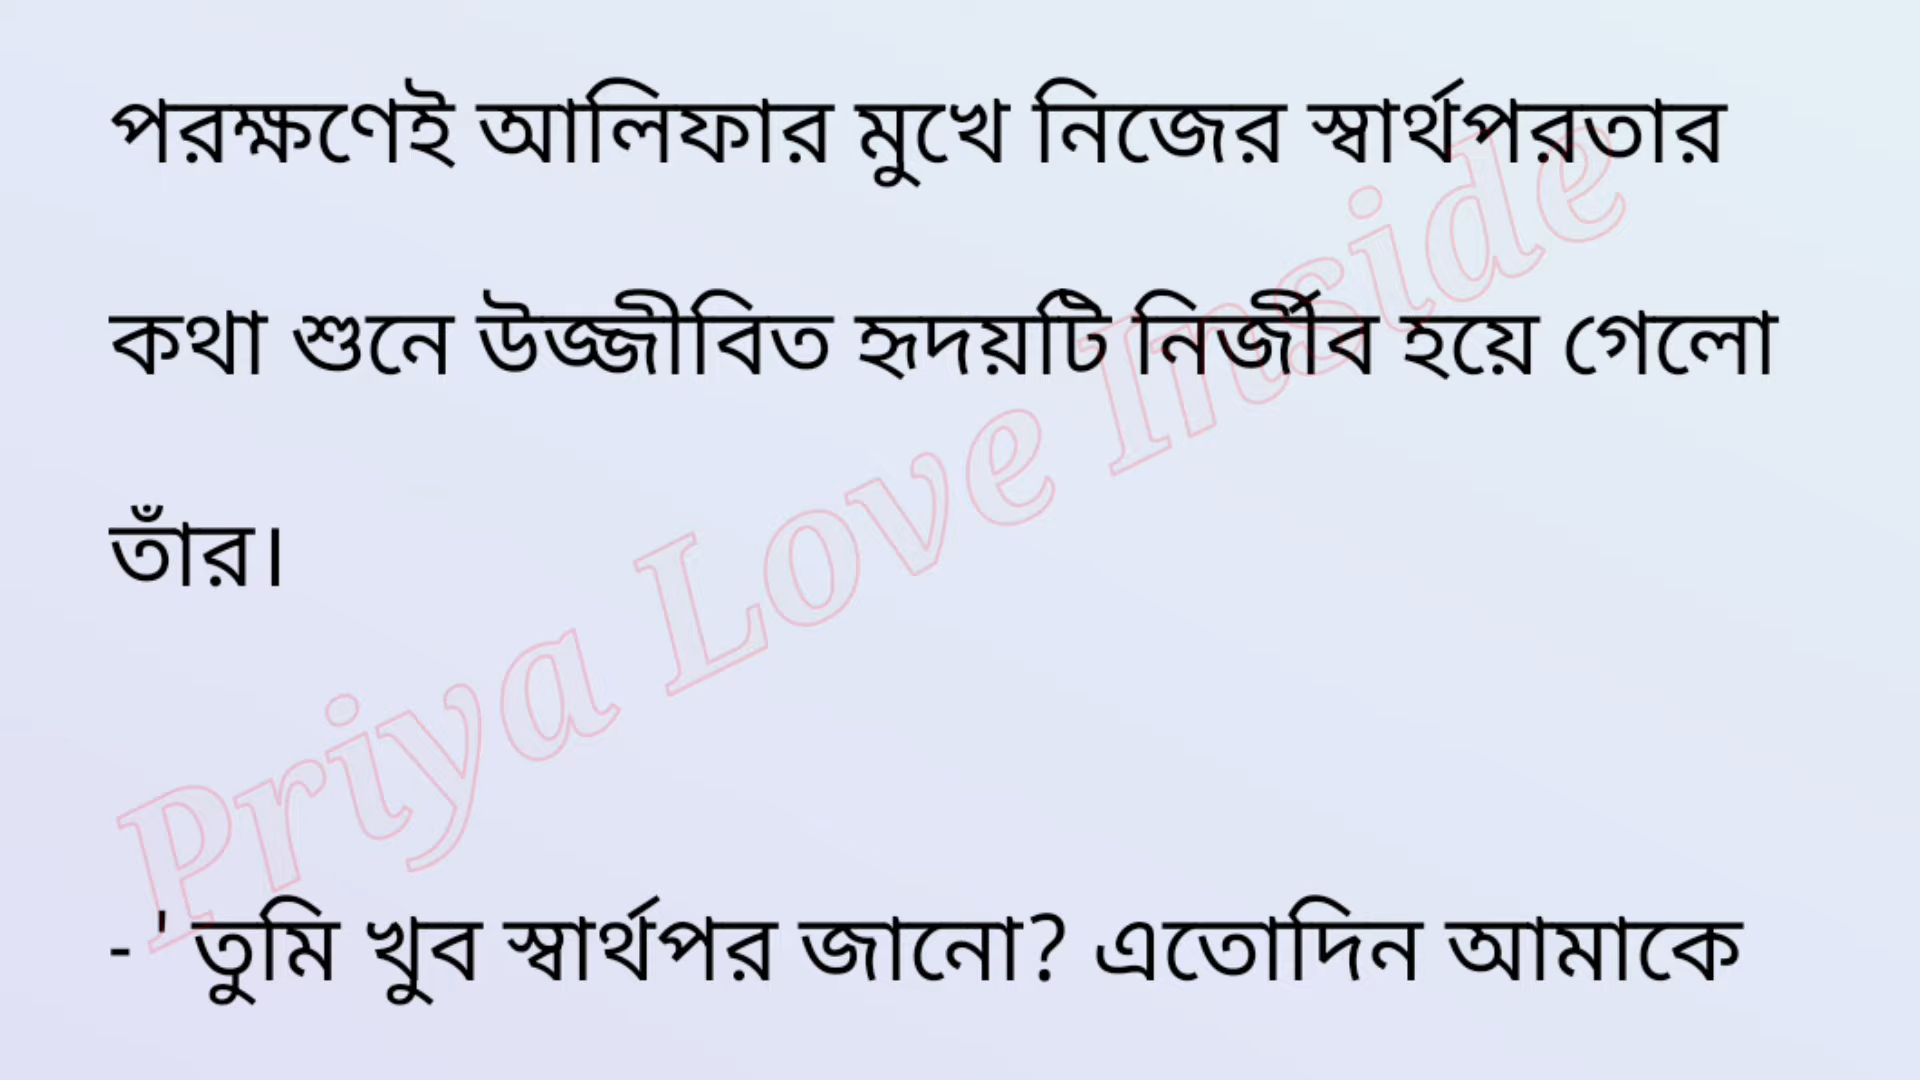 পরক্ষণেই আলিফার মুখে নিজের স্বার্থপরতার
কথা শুনে উজ্জীবিত হৃদয়টি নির্জীব হয়ে গেলো
তাঁর।
- ' তুমি খুব স্বার্থপর জানো? এতোদিন আমাকে
Priya Love Inside